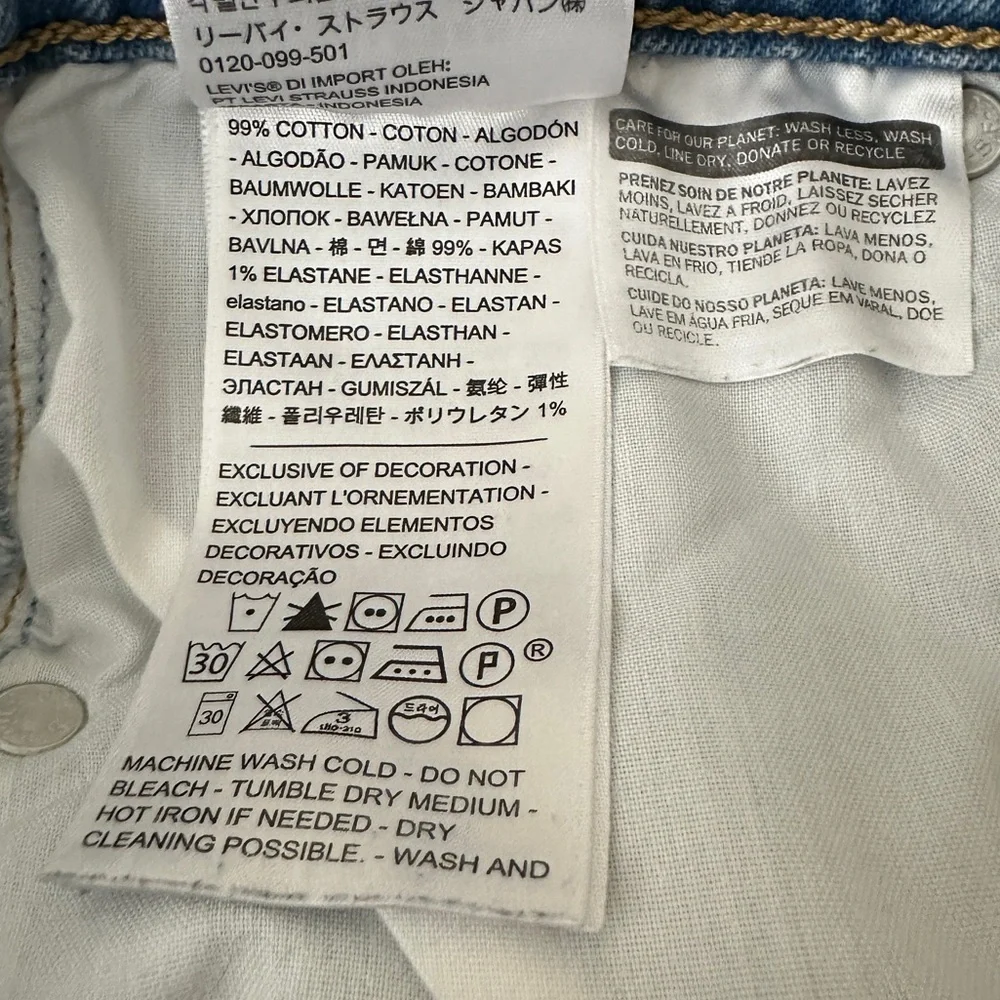 リーバイ・ストラウス ジャパン㈱
0120-099-501
LEVI'S® DI IMPORT OLEH:
PT LEVI STRAUSS INDONESIA
INDONESIA
99% COTTON - COTON - ALGODÓN
- ALGODÃO - PAMUK - COTONE -
BAUMWOLLE - KATOEN - BAMBAKI
- ХЛОПОК - BAWEŁNA - PAMUT -
BAVLNA - 棉 - 면 - 綿 99% - KAPAS
1% ELASTANE - ELASTHANNE -
elastano - ELASTANO - ELASTAN -
ELASTOMERO - ELASTHAN -
ELASTAAN - ΕΛΑΣΤΑΝΗ -
ЭЛАСТАН - GUMISZÁL - 氨纶 - 彈性
纖維 - 폴리우레탄 - ポリウレタン 1%
EXCLUSIVE OF DECORATION -
EXCLUANT L'ORNEMENTATION -
EXCLUYENDO ELEMENTOS
DECORATIVOS - EXCLUINDO
DECORAÇÃO
P
30 P ®
30 3 드라이
MACHINE WASH COLD - DO NOT
BLEACH - TUMBLE DRY MEDIUM -
HOT IRON IF NEEDED - DRY
CLEANING POSSIBLE. - WASH AND
CARE FOR OUR PLANET: WASH LESS, WASH
COLD, LINE DRY, DONATE OR RECYCLE
PRENEZ SOIN DE NOTRE PLANETE: LAVEZ
MOINS, LAVEZ A FROID, LAISSEZ SECHER
NATURELLEMENT, DONNEZ OU RECYCLEZ
CUIDA NUESTRO PLANETA: LAVA MENOS,
LAVA EN FRIO, TIENDE LA ROPA, DONA O
RECICLA.
CUIDE DO NOSSO PLANETA: LAVE MENOS,
LAVE EM ÁGUA FRIA, SEQUE EM VARAL, DOE
OU RECICLE.